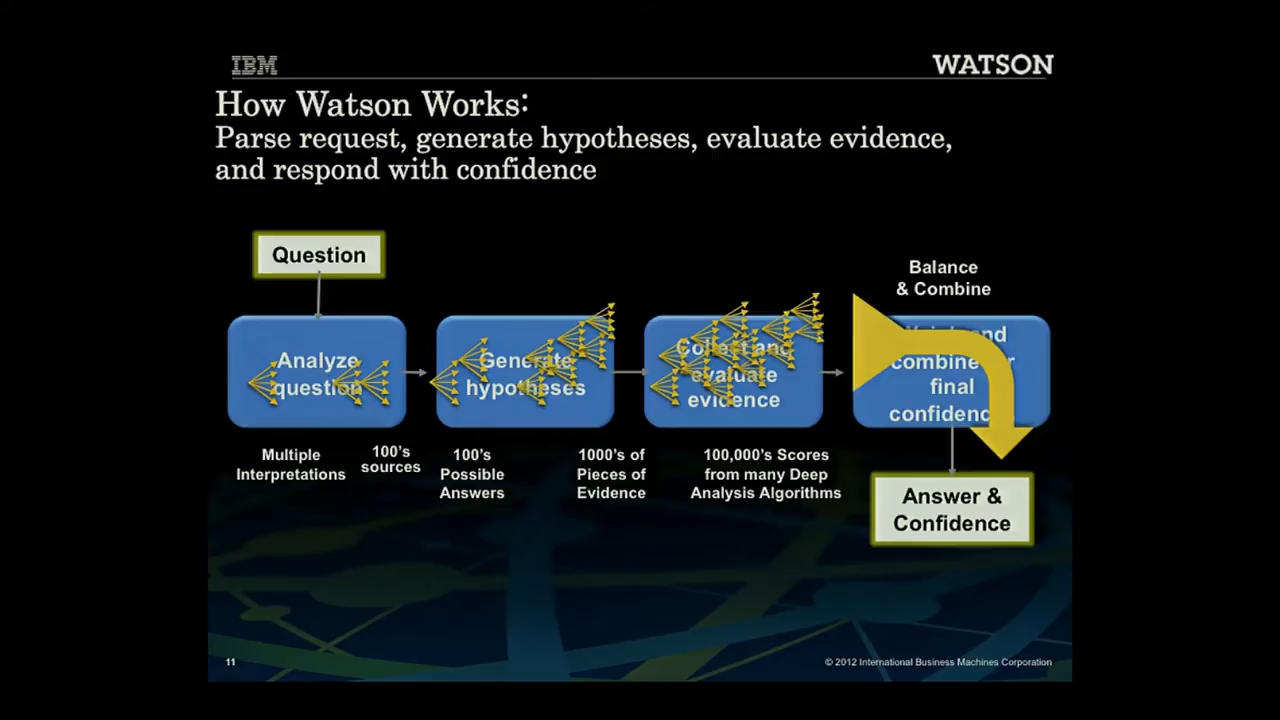 IBM
WATSON
How Watson Works:
Parse request, generate hypotheses, evaluate evidence,
and respond with confidence
Question
Balance
& Combine
Analyze
question
Generate
hypotheses
Collect and
evaluate
evidence
and
combine
final
confidence
Multiple
Interpretations
100's
sources
100's
Possible
Answers
1000's of
Pieces of
Evidence
100,000's Scores
from many Deep
Analysis Algorithms
Answer &
Confidence
11
© 2012 International Business Machines Corporation